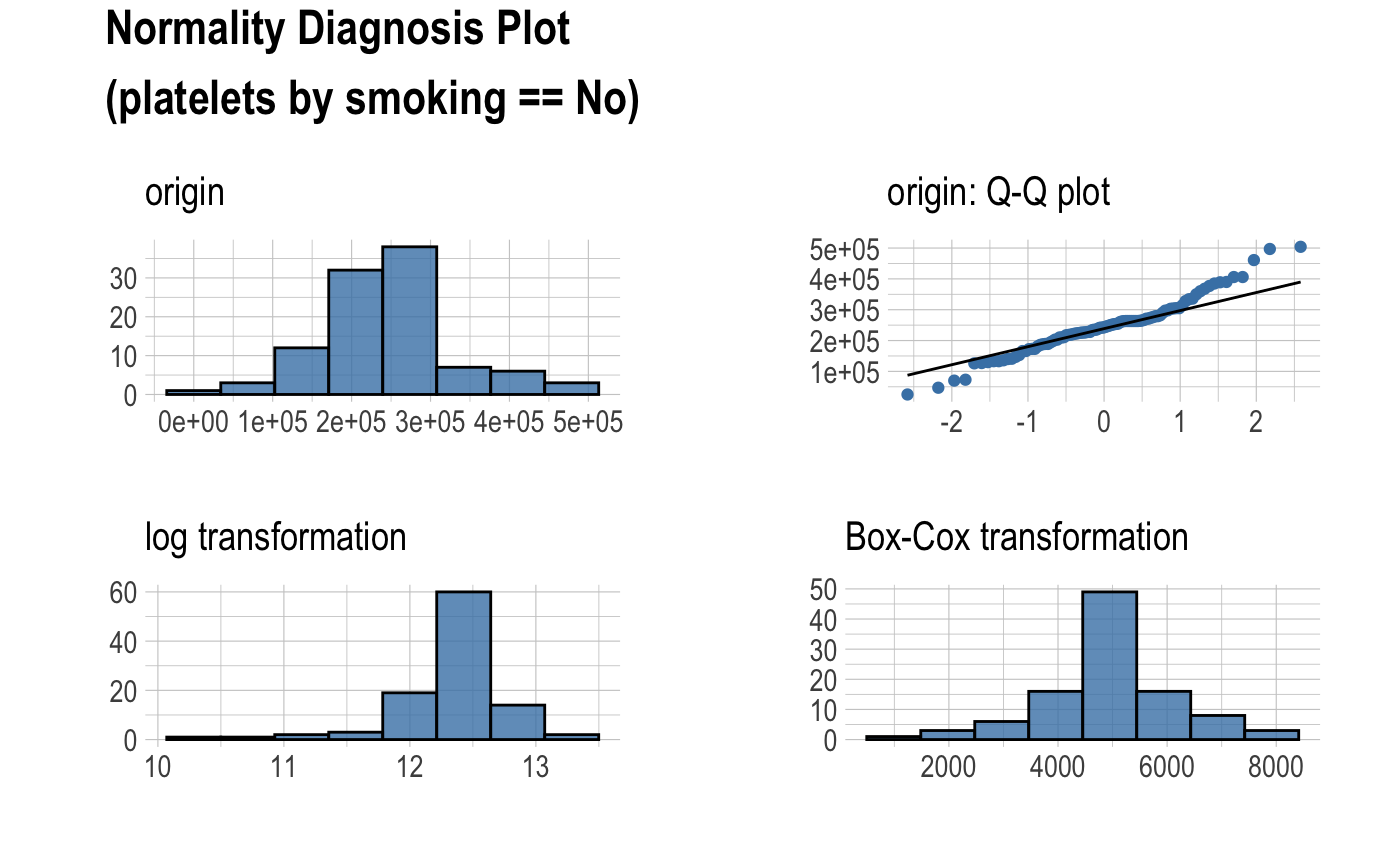 Normality Diagnosis Plot
(platelets by smoking == No)
origin
30
20
10
0
0e+00 1e+05 2e+05 3e+05 4e+05 5e+05
origin: Q-Q plot
5e+05
4e+05
3e+05
2e+05
1e+05
-2 -1 0 1 2
log transformation
60
40
20
0
10 11 12 13
Box-Cox transformation
50
40
30
20
10
0
2000 4000 6000 8000